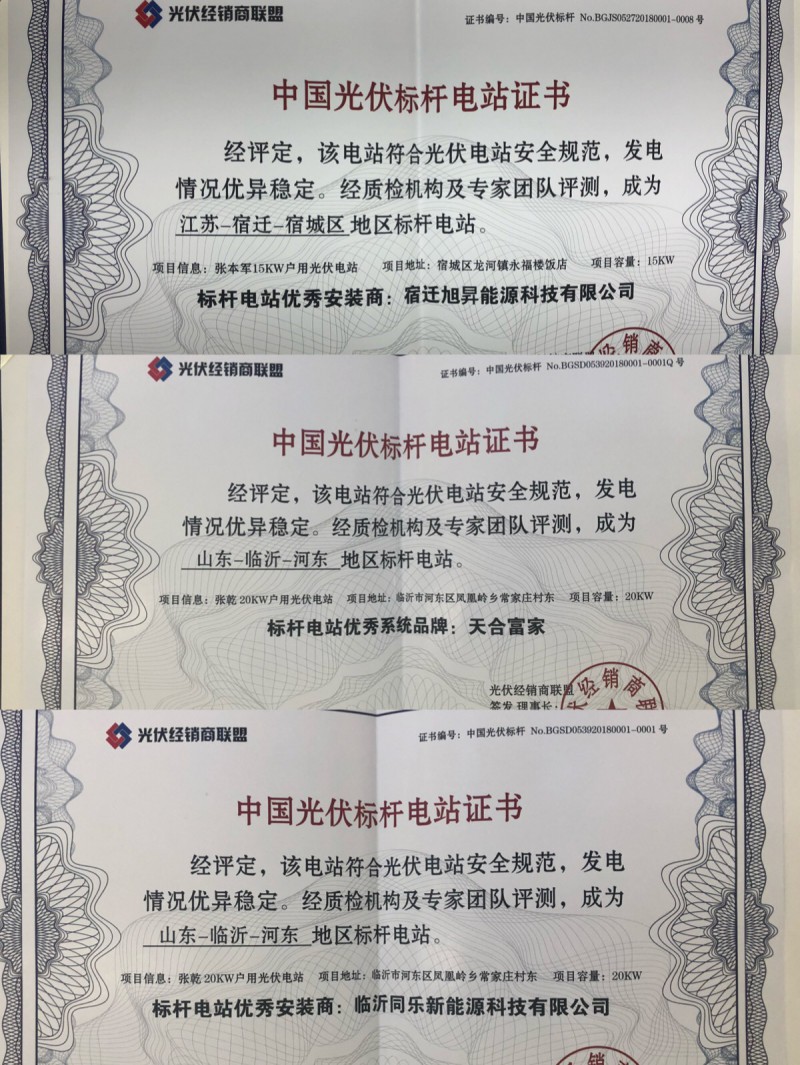 光伏经销商联盟
证书编号：中国光伏标杆 No.BGJS052720180001-0008 号
中国光伏标杆电站证书
经评定，该电站符合光伏电站安全规范，发电
情况优异稳定。经质检机构及专家团队评测，成为
江苏-宿迁-宿城区 地区标杆电站。
项目信息：张本军15KW户用光伏电站 项目地址：宿城区龙河镇永福楼饭店 项目容量：15KW
标杆电站优秀安装商：宿迁旭昇能源科技有限公司
经销商
光伏经销商联盟
证书编号：中国光伏标杆 No.BGSD053920180001-0001Q 号
中国光伏标杆电站证书
经评定，该电站符合光伏电站安全规范，发电
情况优异稳定。经质检机构及专家团队评测，成为
山东-临沂-河东 地区标杆电站。
项目信息：张乾 20KW户用光伏电站 项目地址：临沂市河东区凤凰岭乡常家庄村东 项目容量：20KW
标杆电站优秀系统品牌：天合富家
光伏经销商联盟
签发 理事长：
伏经销商联盟
光伏经销商联盟
证书编号：中国光伏标杆 No.BGSD053920180001-0001 号
中国光伏标杆电站证书
经评定，该电站符合光伏电站安全规范，发电
情况优异稳定。经质检机构及专家团队评测，成为
山东-临沂-河东 地区标杆电站。
项目信息：张乾 20KW户用光伏电站 项目地址：临沂市河东区凤凰岭乡常家庄村东 项目容量：20KW
标杆电站优秀安装商：临沂同乐新能源科技有限公司
销商